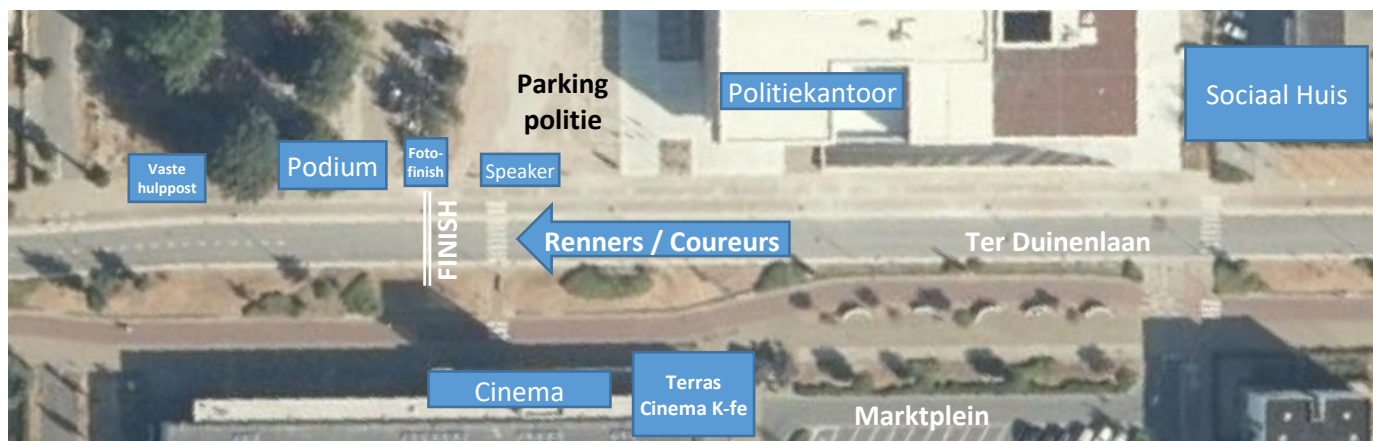 Parking
politie
Politiekantoor
Sociaal Huis
Vaste
hulppost
Podium
Foto-
finish
Speaker
FINISH
Renners / Coureurs
Ter Duinenlaan
Cinema
Terras
Cinema K-fe
Marktplein